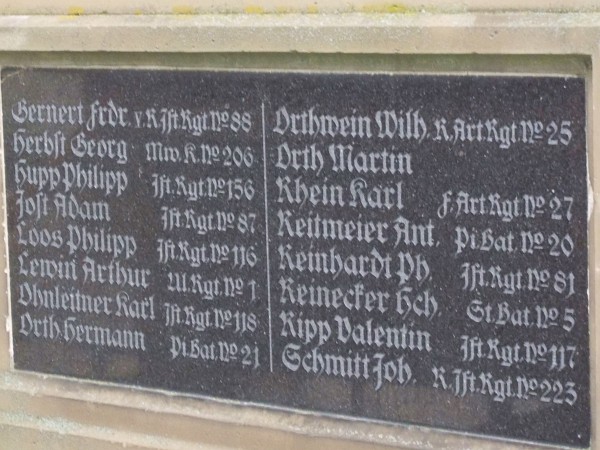 Gernert Frdr. v. R. Jft Rgt. No 88
Herbst Georg Mw. K. No 206
Hupp Philipp Jft. Rgt. No 156
Jost Adam Jft. Rgt. No 87
Loos Philipp Jft. Rgt. No 116
Lewin Arthur Ul. Rgt. No 7
Ohnleitner Karl Jft. Rgt. No 118
Orth Hermann Pi. Bat. No 21
Orthwein Wilh. R. Art Rgt. No 25
Orth Martin
Rhein Karl F. Art Rgt. No 27
Reitmeier Ant. Pi. Bat. No 20
Reinhardt Ph. Jft. Rgt. No 81
Reinecker Hch. St. Bat. No 5
Ripp Valentin Jft. Rgt. No 117
Schmitt Joh. R. Jft. Rgt. No 223